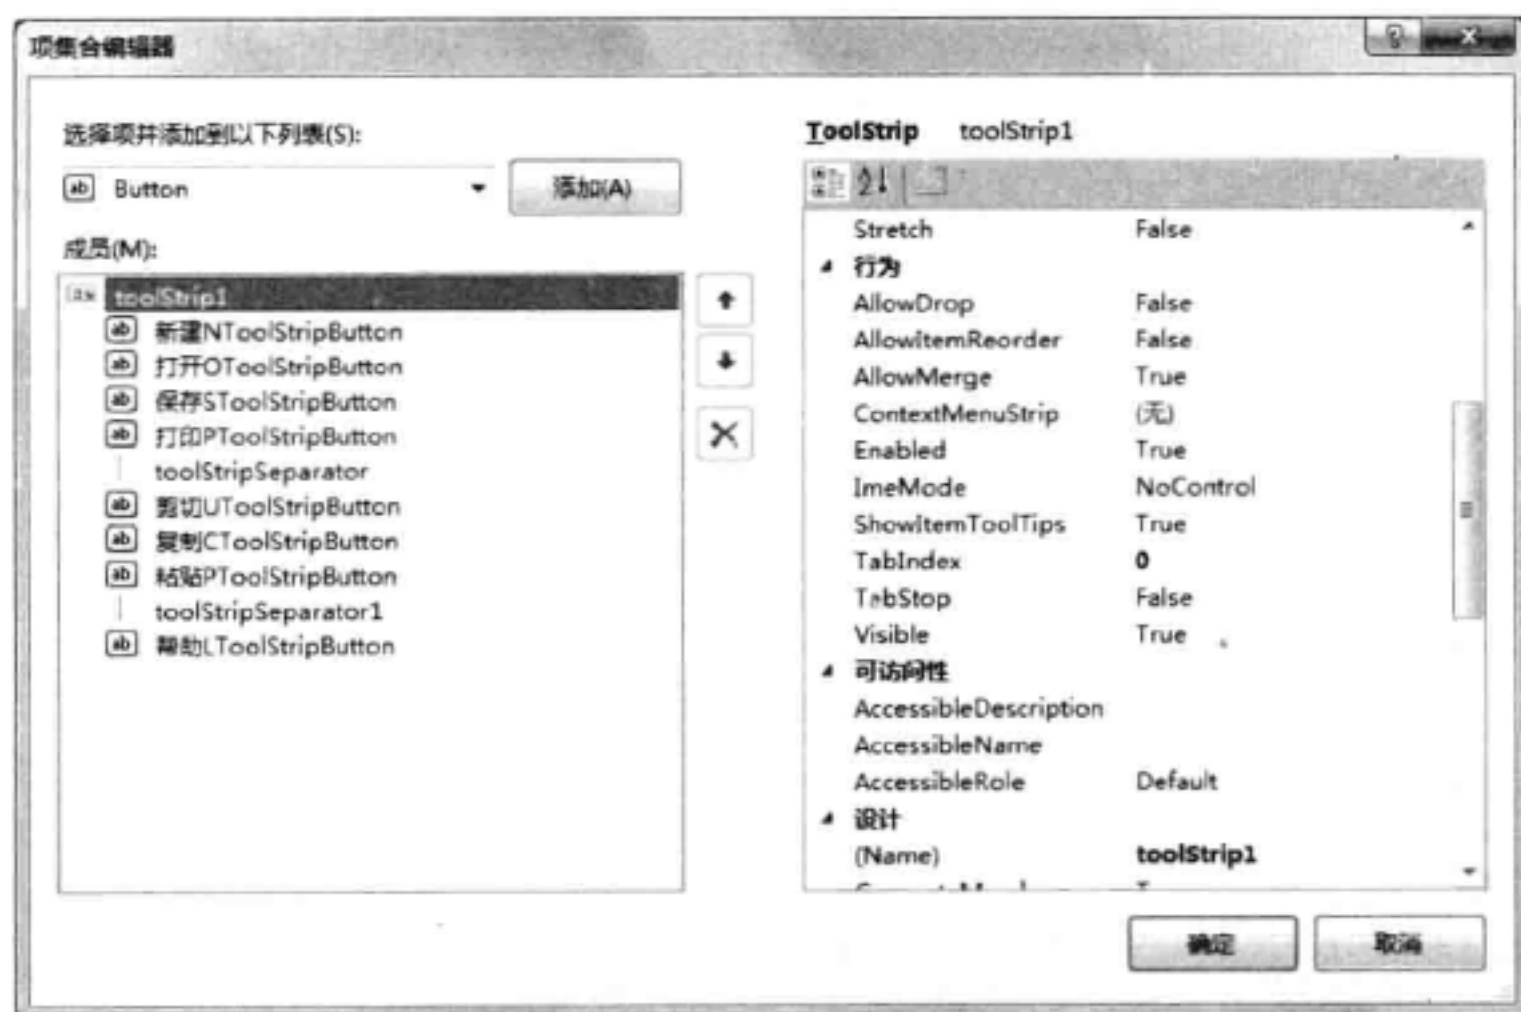 项集合编辑器
选择项并添加到以下列表(S):
Button
添加(A)
成员(M):
toolStrip1
新建NToolStripButton
打开OToolStripButton
保存SToolStripButton
打印PToolStripButton
toolStripSeparator
剪切UToolStripButton
复制CToolStripButton
粘贴PToolStripButton
toolStripSeparator1
帮助LToolStripButton
ToolStrip toolStrip1
Stretch False
行为
AllowDrop False
AllowItemReorder False
AllowMerge True
ContextMenuStrip (无)
Enabled True
ImeMode NoControl
ShowItemToolTips True
TabIndex 0
TabStop False
Visible True
可访问性
AccessibleDescription
AccessibleName
AccessibleRole Default
设计
(Name) toolStrip1
确定 取消